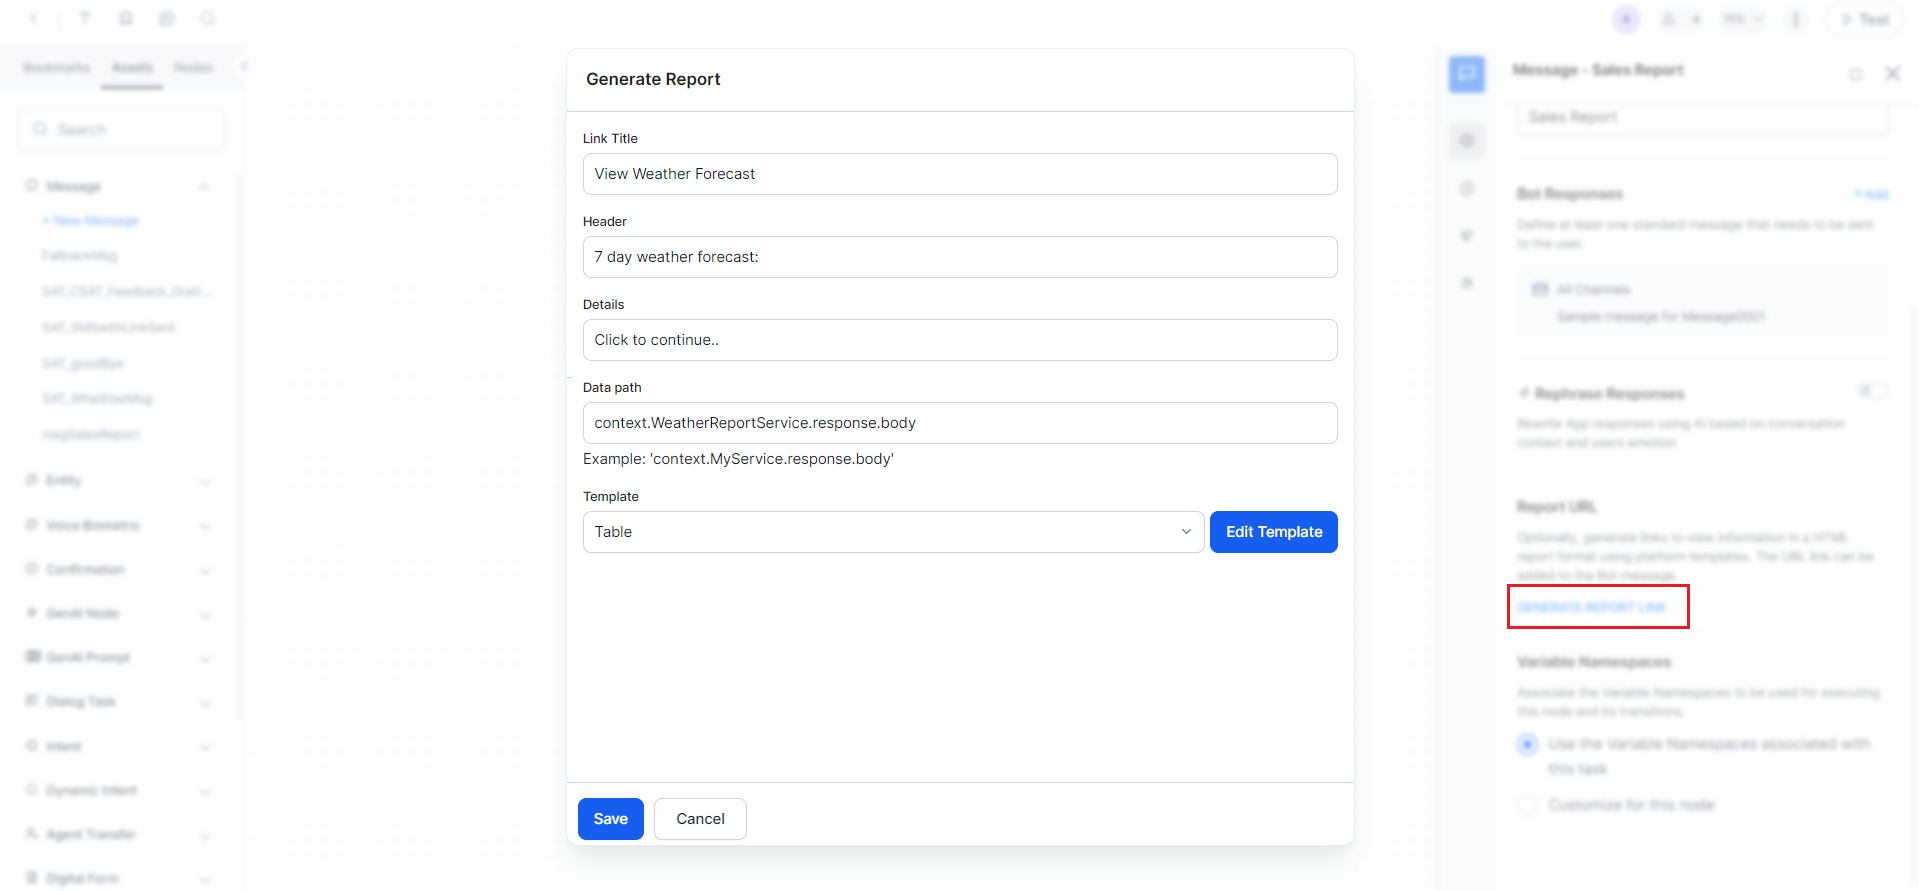 Test
Bookmarks
Assets
Nodes
Search
Message
+ New Message
FallbackMsg
SAT_CSAT_Feedback_Grati...
SAT_SMSwithLinkSent
SAT_goodBye
SAT_WhatElseMsg
msgSalesReport
Entity
Voice Biometric
Confirmation
GenAI Node
GenAI Prompt
Dialog Task
Intent
Dynamic Intent
Agent Transfer
Digital Form
Generate Report
Link Title
View Weather Forecast
Header
7 day weather forecast:
Details
Click to continue..
Data path
context.WeatherReportService.response.body
Example: 'context.MyService.response.body'
Template
Table
Edit Template
Save
Cancel
Message - Sales Report
Sales Report
Bot Responses
+ Add
Define at least one standard message that needs to be sent
to the user.
All Channels
Sample message for Message0001
Rephrase Responses
Rewrite App responses using AI based on conversation
context and users emotion
Report URL
Optionally, generate links to view information in a HTML
report format using platform templates. The URL link can be
added to the Bot message.
GENERATE REPORT LINK
Variable Namespaces
Associate the Variable Namespaces to be used for executing
this node and its transitions.
Use the Variable Namespaces associated with
this task
Customize for this node